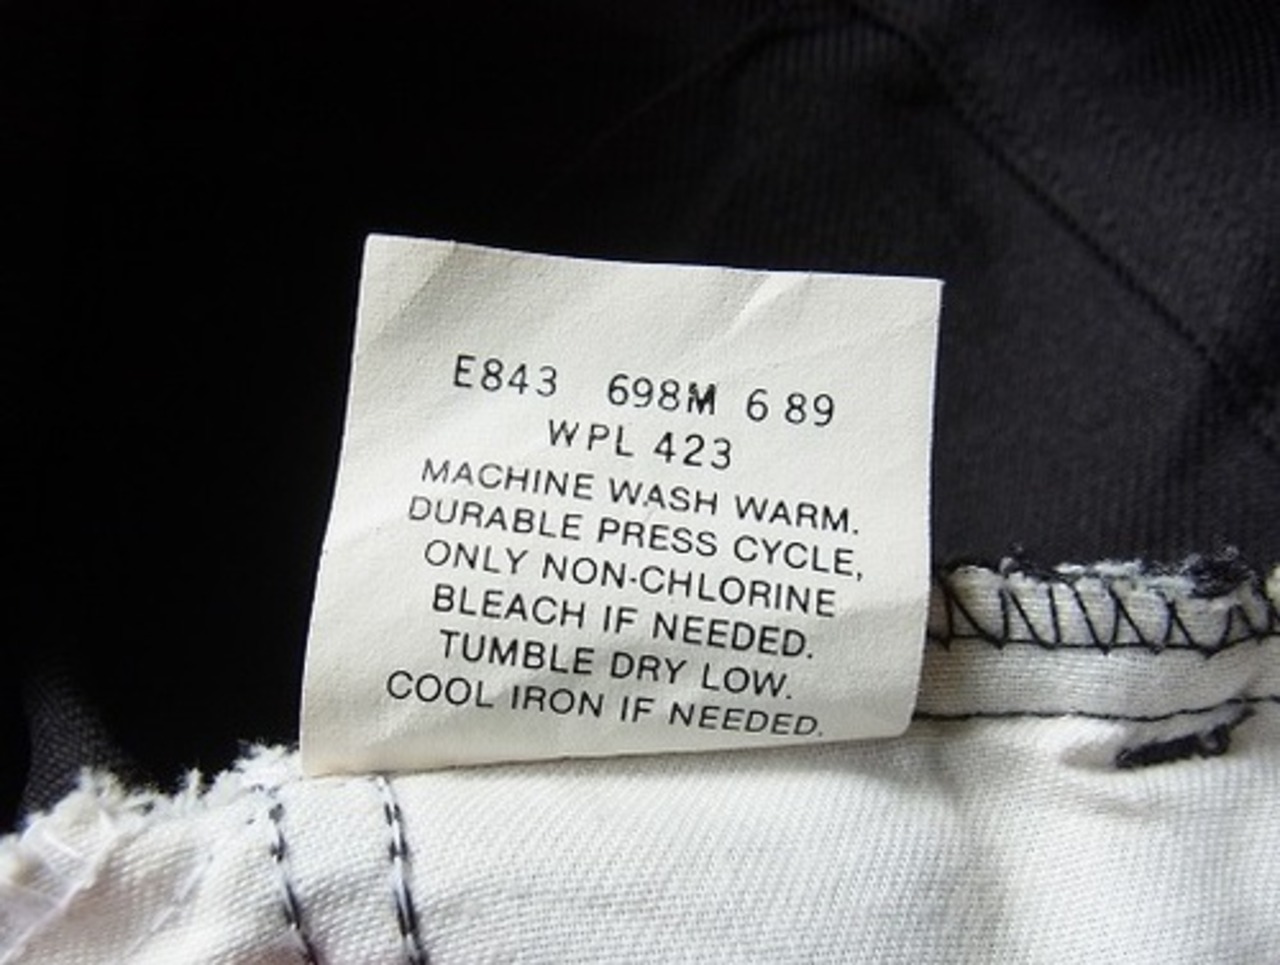 E843 698M 6 89
WPL 423
MACHINE WASH WARM.
DURABLE PRESS CYCLE,
ONLY NON-CHLORINE
BLEACH IF NEEDED.
TUMBLE DRY LOW.
COOL IRON IF NEEDED.